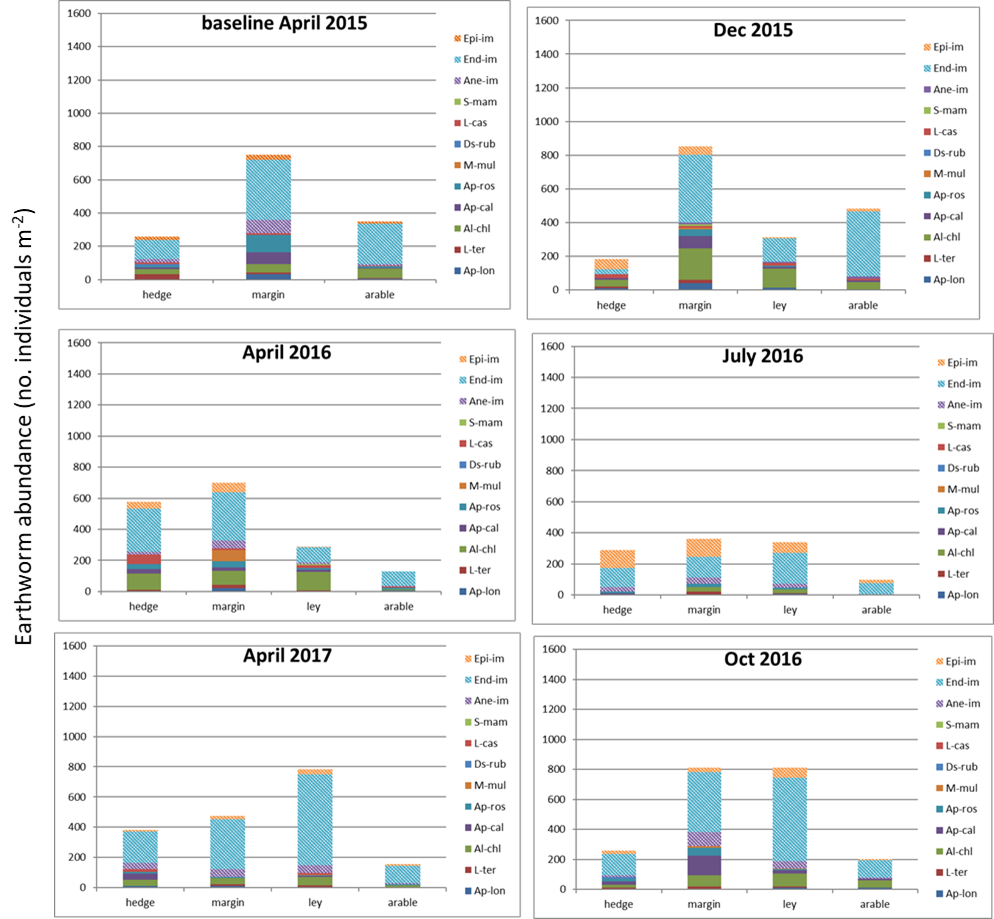 Earthworm abundance (no. individuals m-2)
baseline April 2015
1600
1400
1200
1000
800
600
400
200
0
hedge margin arable
Epi-im
End-im
Ane-im
S-mam
L-cas
Ds-rub
M-mul
Ap-ros
Ap-cal
Al-chl
L-ter
Ap-lon
Dec 2015
1600
1400
1200
1000
800
600
400
200
0
hedge margin ley arable
Epi-im
End-im
Ane-im
S-mam
L-cas
Ds-rub
M-mul
Ap-ros
Ap-cal
Al-chl
L-ter
Ap-lon
April 2016
1600
1400
1200
1000
800
600
400
200
0
hedge margin ley arable
Epi-im
End-im
Ane-im
S-mam
L-cas
Ds-rub
M-mul
Ap-ros
Ap-cal
Al-chl
L-ter
Ap-lon
July 2016
1600
1400
1200
1000
800
600
400
200
0
hedge margin ley arable
Epi-im
End-im
Ane-im
S-mam
L-cas
Ds-rub
M-mul
Ap-ros
Ap-cal
Al-chl
L-ter
Ap-lon
April 2017
1600
1400
1200
1000
800
600
400
200
0
hedge margin ley arable
Epi-im
End-im
Ane-im
S-mam
L-cas
Ds-rub
M-mul
Ap-ros
Ap-cal
Al-chl
L-ter
Ap-lon
Oct 2016
1600
1400
1200
1000
800
600
400
200
0
hedge margin ley arable
Epi-im
End-im
Ane-im
S-mam
L-cas
Ds-rub
M-mul
Ap-ros
Ap-cal
Al-chl
L-ter
Ap-lon